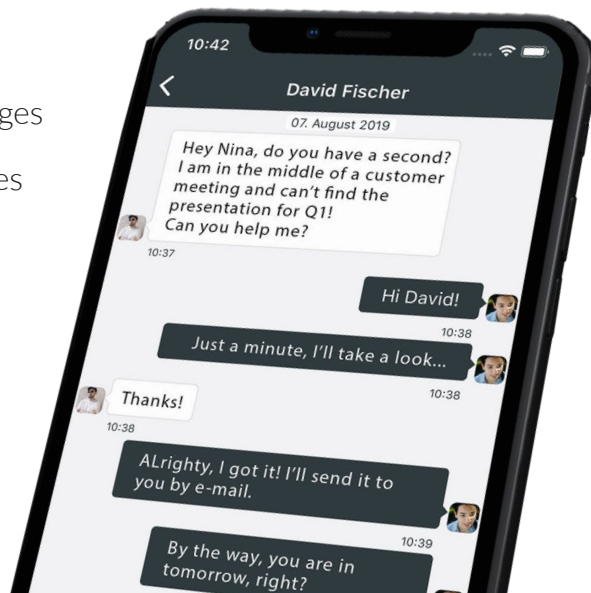 ges
es
10:42
David Fischer
07. August 2019
Hey Nina, do you have a second?
I am in the middle of a customer
meeting and can't find the
presentation for Q1!
Can you help me?
10:37
Hi David!
10:38
Just a minute, I'll take a look...
10:38
Thanks!
10:38
ALrighty, I got it! I'll send it to
you by e-mail.
10:39
By the way, you are in
tomorrow, right?